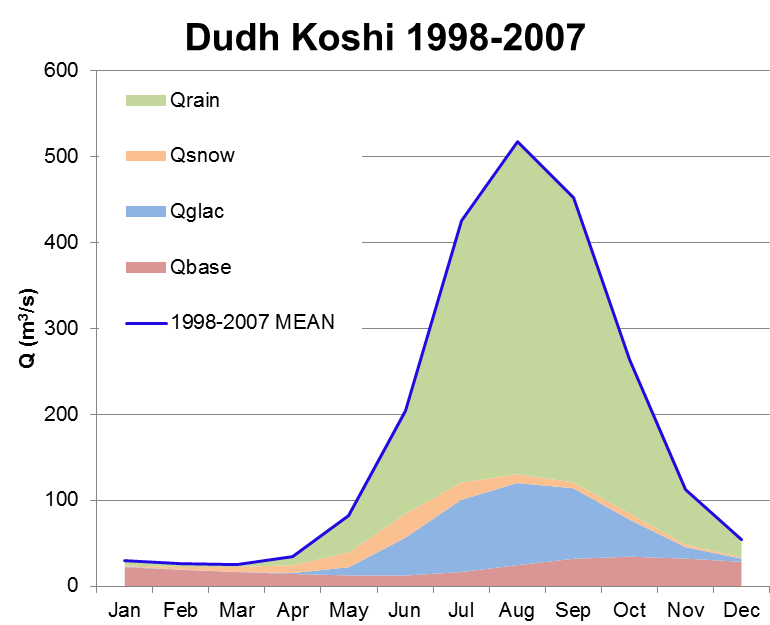 Dudh Koshi 1998-2007
600
500
400
300
200
100
0
Q (m³/s)
Qrain
Qsnow
Qglac
Qbase
1998-2007 MEAN
Jan Feb Mar Apr May Jun Jul Aug Sep Oct Nov Dec